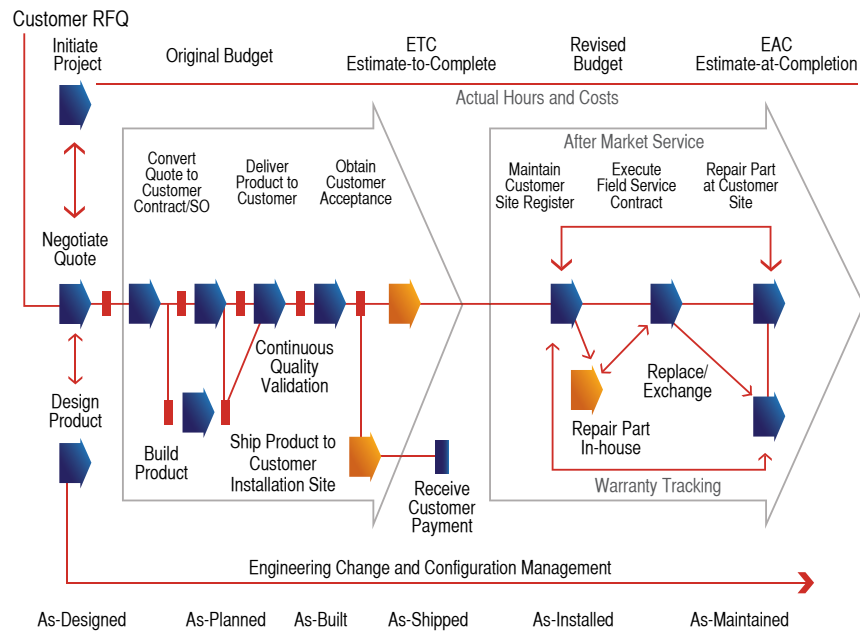 Customer RFQ
Initiate
Project
Original Budget
ETC
Estimate-to-Complete
Revised
Budget
EAC
Estimate-at-Completion
Actual Hours and Costs
After Market Service
Convert
Quote to
Customer
Contract/SO
Deliver
Product to
Customer
Obtain
Customer
Acceptance
Maintain
Customer
Site Register
Execute
Field Service
Contract
Repair Part
at Customer
Site
Negotiate
Quote
Continuous
Quality
Validation
Replace/
Exchange
Design
Product
Build
Product
Ship Product to
Customer
Installation Site
Repair Part
In-house
Receive
Customer
Payment
Warranty Tracking
Engineering Change and Configuration Management
As-Designed
As-Planned
As-Built
As-Shipped
As-Installed
As-Maintained